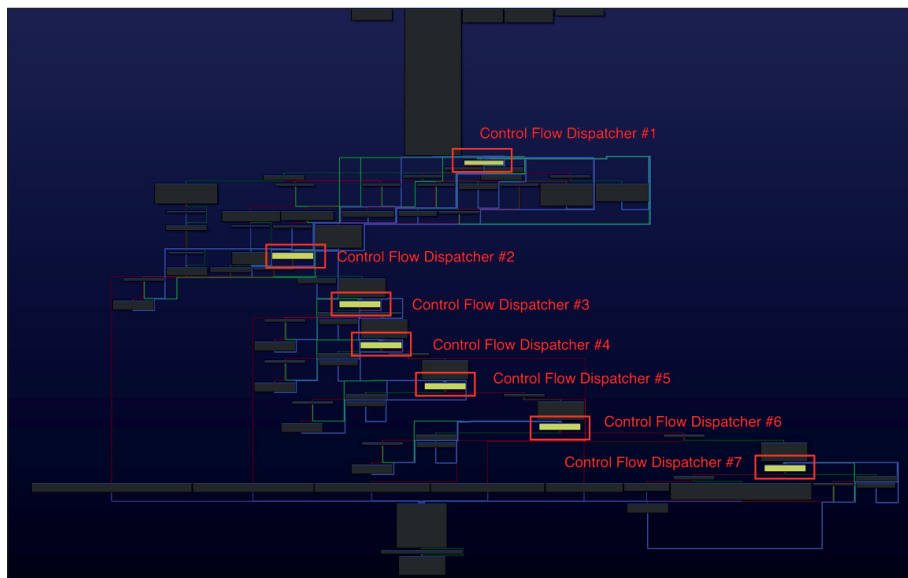 Control Flow Dispatcher #1
Control Flow Dispatcher #2
Control Flow Dispatcher #3
Control Flow Dispatcher #4
Control Flow Dispatcher #5
Control Flow Dispatcher #6
Control Flow Dispatcher #7